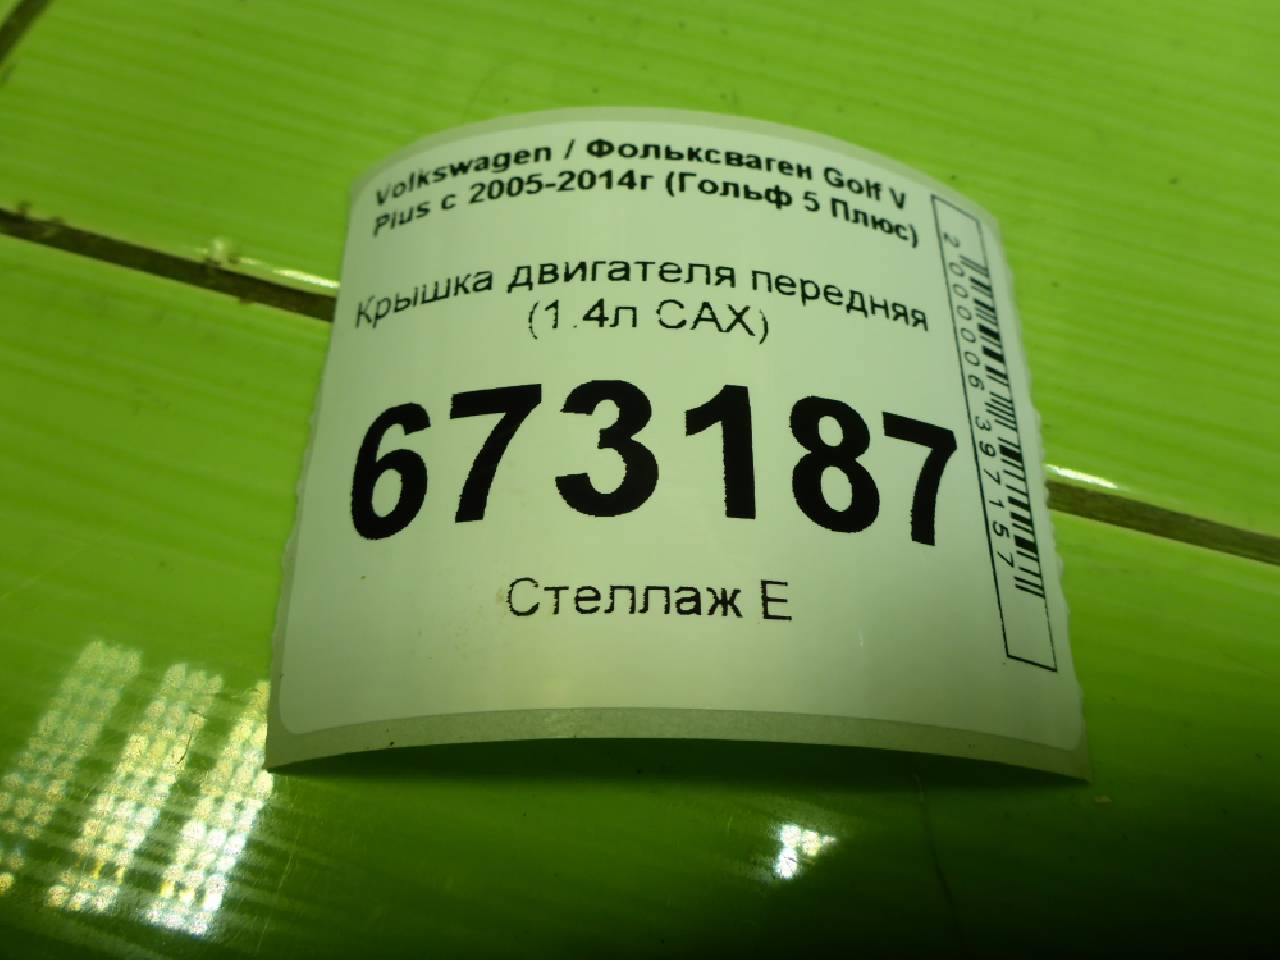 Volkswagen / Фольксваген Golf V
Plus с 2005-2014г (Гольф 5 Плюс)
Крышка двигателя передняя
(1.4л CAX)
673187
Стеллаж Е
2000006397157